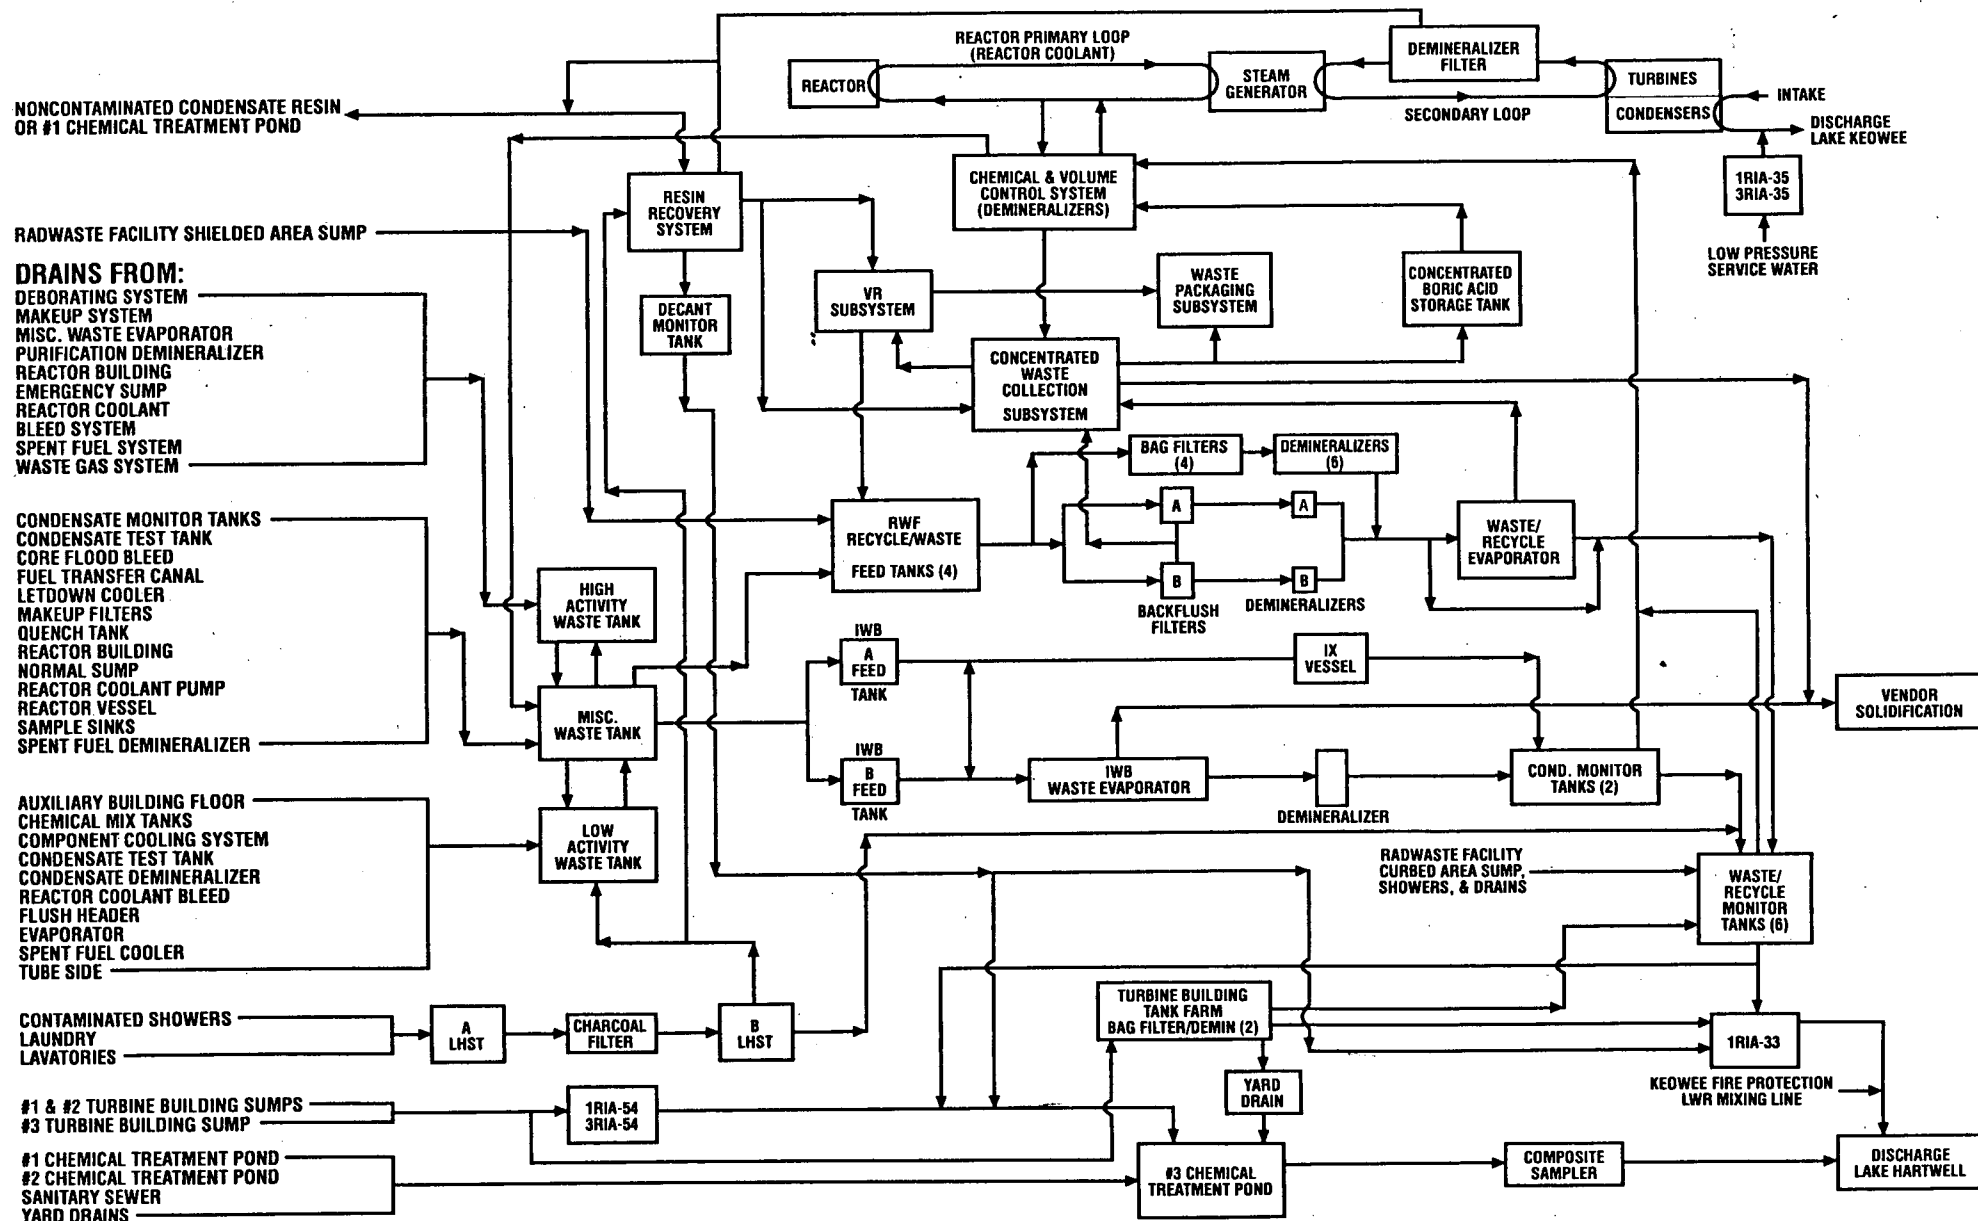 REACTOR PRIMARY LOOP
(REACTOR COOLANT)
REACTOR
STEAM
GENERATOR
DEMINERALIZER
FILTER
SECONDARY LOOP
TURBINES
CONDENSERS
INTAKE
DISCHARGE
LAKE KEOWEE
1RIA-35
3RIA-35
LOW PRESSURE
SERVICE WATER
NONCONTAMINATED CONDENSATE RESIN
OR #1 CHEMICAL TREATMENT POND
RESIN
RECOVERY
SYSTEM
CHEMICAL & VOLUME
CONTROL SYSTEM
(DEMINERALIZERS)
RADWASTE FACILITY SHIELDED AREA SUMP
DECANT
MONITOR
TANK
VR
SUBSYSTEM
WASTE
PACKAGING
SUBSYSTEM
CONCENTRATED
BORIC ACID
STORAGE TANK
CONCENTRATED
WASTE
COLLECTION
SUBSYSTEM
DRAINS FROM:
DEBORATING SYSTEM
MAKEUP SYSTEM
MISC. WASTE EVAPORATOR
PURIFICATION DEMINERALIZER
REACTOR BUILDING
EMERGENCY SUMP
REACTOR COOLANT
BLEED SYSTEM
SPENT FUEL SYSTEM
WASTE GAS SYSTEM
BAG FILTERS
(4)
DEMINERALIZERS
(6)
RWF
RECYCLE/WASTE
FEED TANKS (4)
A
A
B
B
BACKFLUSH
FILTERS
DEMINERALIZERS
WASTE/
RECYCLE
EVAPORATOR
CONDENSATE MONITOR TANKS
CONDENSATE TEST TANK
CORE FLOOD BLEED
FUEL TRANSFER CANAL
LETDOWN COOLER
MAKEUP FILTERS
QUENCH TANK
REACTOR BUILDING
NORMAL SUMP
REACTOR COOLANT PUMP
REACTOR VESSEL
SAMPLE SINKS
SPENT FUEL DEMINERALIZER
HIGH
ACTIVITY
WASTE TANK
MISC.
WASTE TANK
LOW
ACTIVITY
WASTE TANK
IWB
A
FEED
TANK
IX
VESSEL
IWB
B
FEED
TANK
IWB
WASTE EVAPORATOR
DEMINERALIZER
COND. MONITOR
TANKS (2)
VENDOR
SOLIDIFICATION
AUXILIARY BUILDING FLOOR
CHEMICAL MIX TANKS
COMPONENT COOLING SYSTEM
CONDENSATE TEST TANK
CONDENSATE DEMINERALIZER
REACTOR COOLANT BLEED
FLUSH HEADER
EVAPORATOR
SPENT FUEL COOLER
TUBE SIDE
RADWASTE FACILITY
CURBED AREA SUMP,
SHOWERS, & DRAINS
WASTE/
RECYCLE
MONITOR
TANKS (6)
CONTAMINATED SHOWERS
LAUNDRY
LAVATORIES
A
LHST
CHARCOAL
FILTER
B
LHST
TURBINE BUILDING
TANK FARM
BAG FILTER/DEMIN (2)
1RIA-33
YARD
DRAIN
KEOWEE FIRE PROTECTION
LWR MIXING LINE
#1 & #2 TURBINE BUILDING SUMPS
#3 TURBINE BUILDING SUMP
1RIA-54
3RIA-54
#1 CHEMICAL TREATMENT POND
#2 CHEMICAL TREATMENT POND
SANITARY SEWER
YARD DRAINS
#3 CHEMICAL
TREATMENT POND
COMPOSITE
SAMPLER
DISCHARGE
LAKE HARTWELL